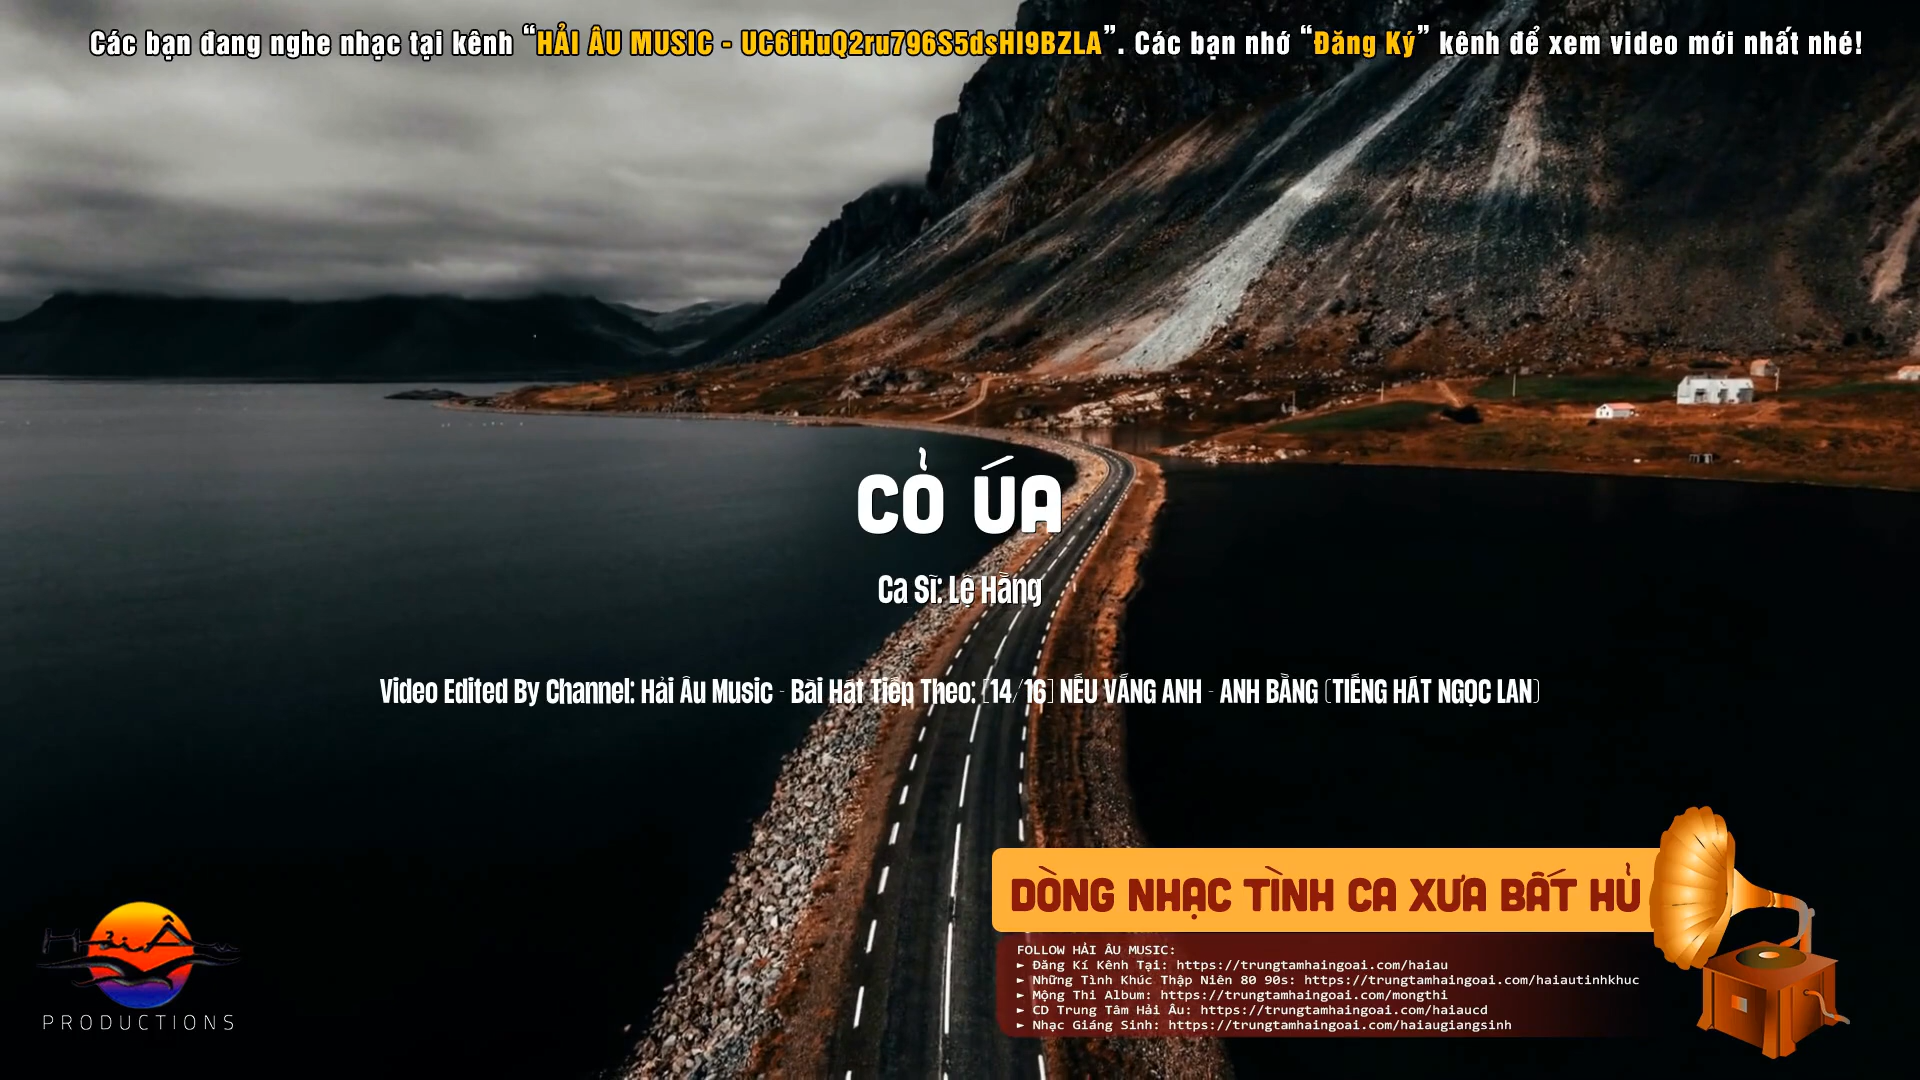 Các bạn đang nghe nhạc tại kênh “HẢI ÂU MUSIC - UC6iHuQ2ru796S5dsHI9BZLA”. Các bạn nhớ “Đăng Ký” kênh để xem video mới nhất nhé!
CỎ ÚA
Ca Sĩ: Lệ Hằng
Video Edited By Channel: Hải Âu Music - Bài Hát Tiếp Theo: [14/16] NẾU VẮNG ANH - ANH BẰNG (TIẾNG HÁT NGỌC LAN)
DÒNG NHẠC TÌNH CA XƯA BẤT HỦ
FOLLOW HẢI ÂU MUSIC:
► Đăng Kí Kênh Tại: https://trungtamhaingoai.com/haiau
► Những Tình Khúc Thập Niên 80 90s: https://trungtamhaingoai.com/haiautinhkhuc
► Mộng Thi Album: https://trungtamhaingoai.com/mongthi
► CD Trung Tâm Hải Âu: https://trungtamhaingoai.com/haiaucd
► Nhạc Giáng Sinh: https://trungtamhaingoai.com/haiaugiangsinh
Hải Âu
PRODUCTIONS